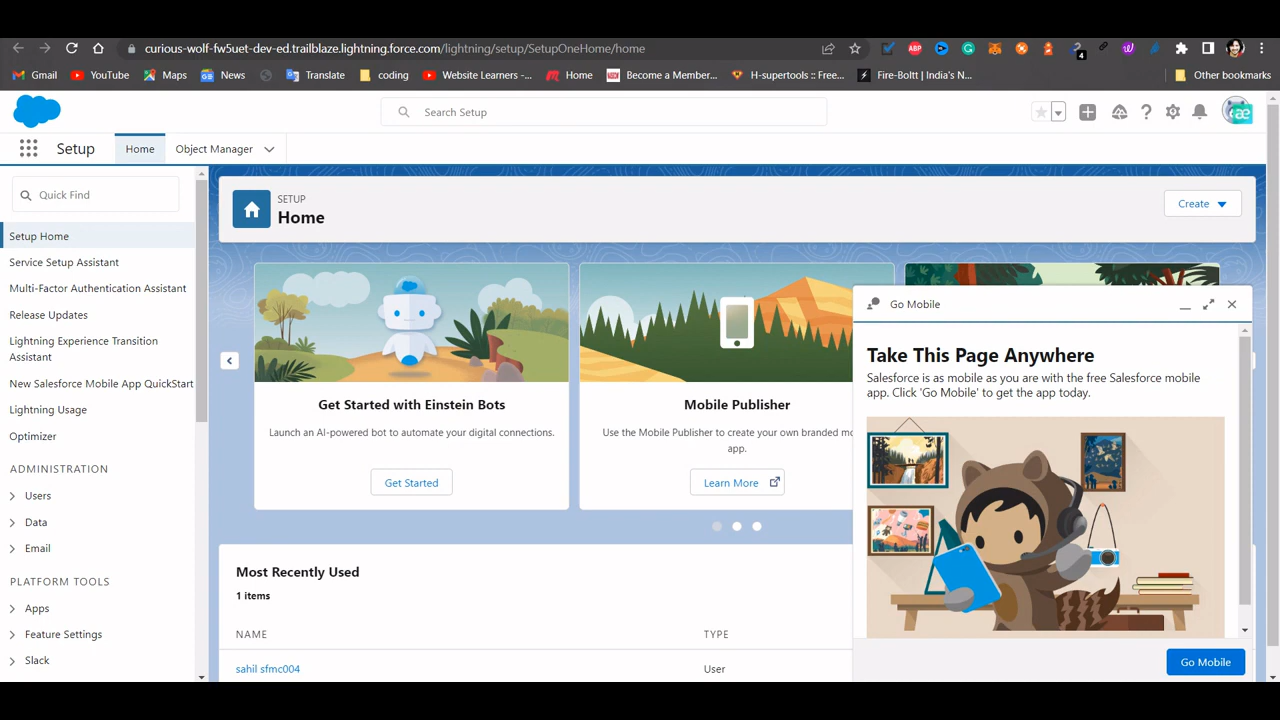 curious-wolf-fw5uet-dev-ed.trailblaze.lightning.force.com/lightning/setup/SetupOneHome/home
Gmail
YouTube
Maps
News
Translate
coding
Website Learners -...
Home
Become a Member...
H-supertools :: Free...
Fire-Boltt | India's N...
Other bookmarks
ABP
4
Search Setup
Setup
Home
Object Manager
Quick Find
SETUP
Home
Create
Setup Home
Service Setup Assistant
Multi-Factor Authentication Assistant
Release Updates
Lightning Experience Transition
Assistant
New Salesforce Mobile App QuickStart
Lightning Usage
Optimizer
ADMINISTRATION
Users
Data
Email
PLATFORM TOOLS
Apps
Feature Settings
Slack
Get Started with Einstein Bots
Launch an AI-powered bot to automate your digital connections.
Get Started
Mobile Publisher
Use the Mobile Publisher to create your own branded mo
app.
Learn More
Most Recently Used
1 items
NAME
TYPE
sahil sfmc004
User
Go Mobile
Take This Page Anywhere
Salesforce is as mobile as you are with the free Salesforce mobile
app. Click 'Go Mobile' to get the app today.
Go Mobile